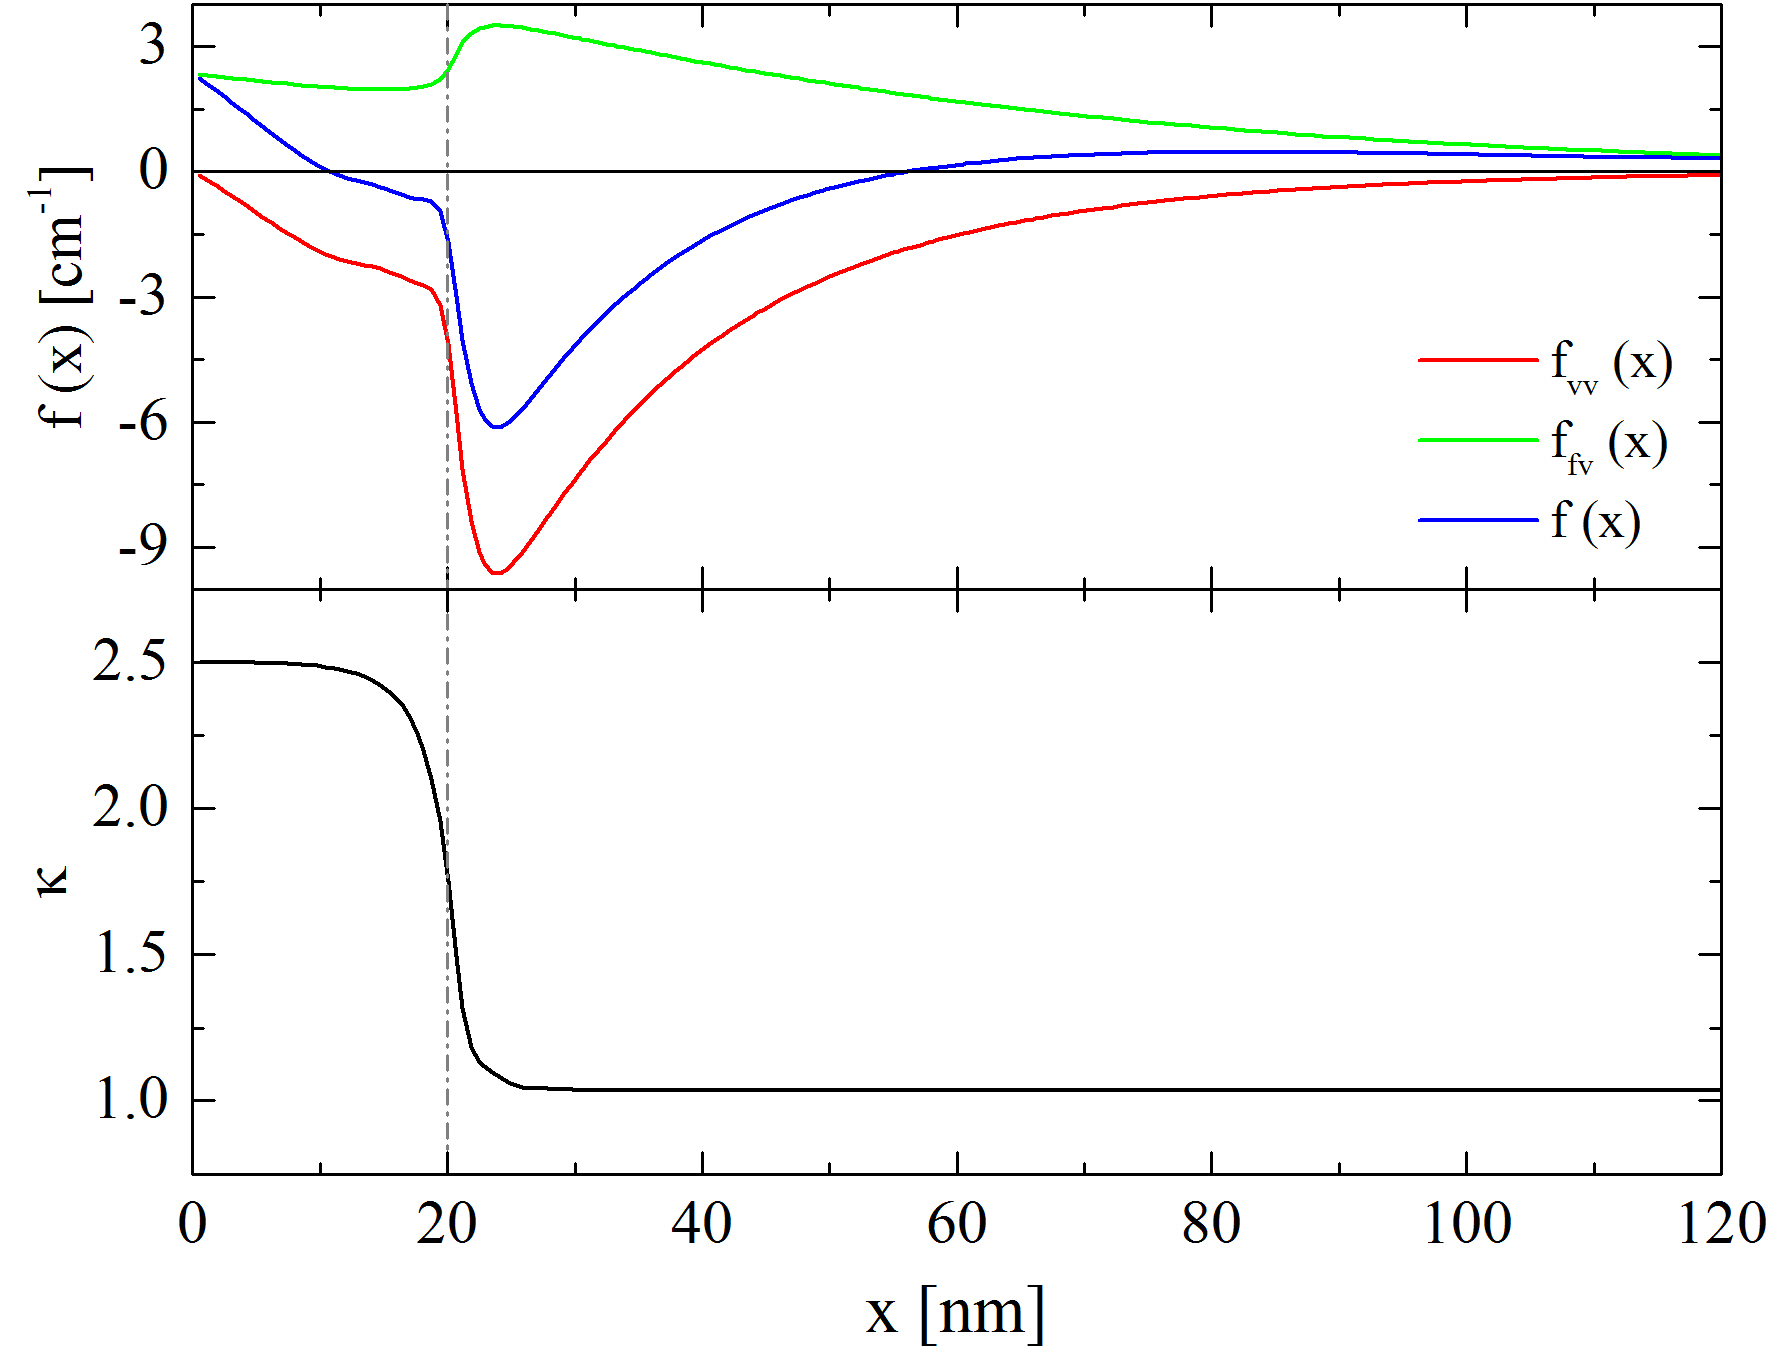 3
0
-3
-6
-9
f (x) [cm-1]
fvv (x)
ffv (x)
f (x)
2.5
2.0
1.5
1.0
κ
0 20 40 60 80 100 120
x [nm]